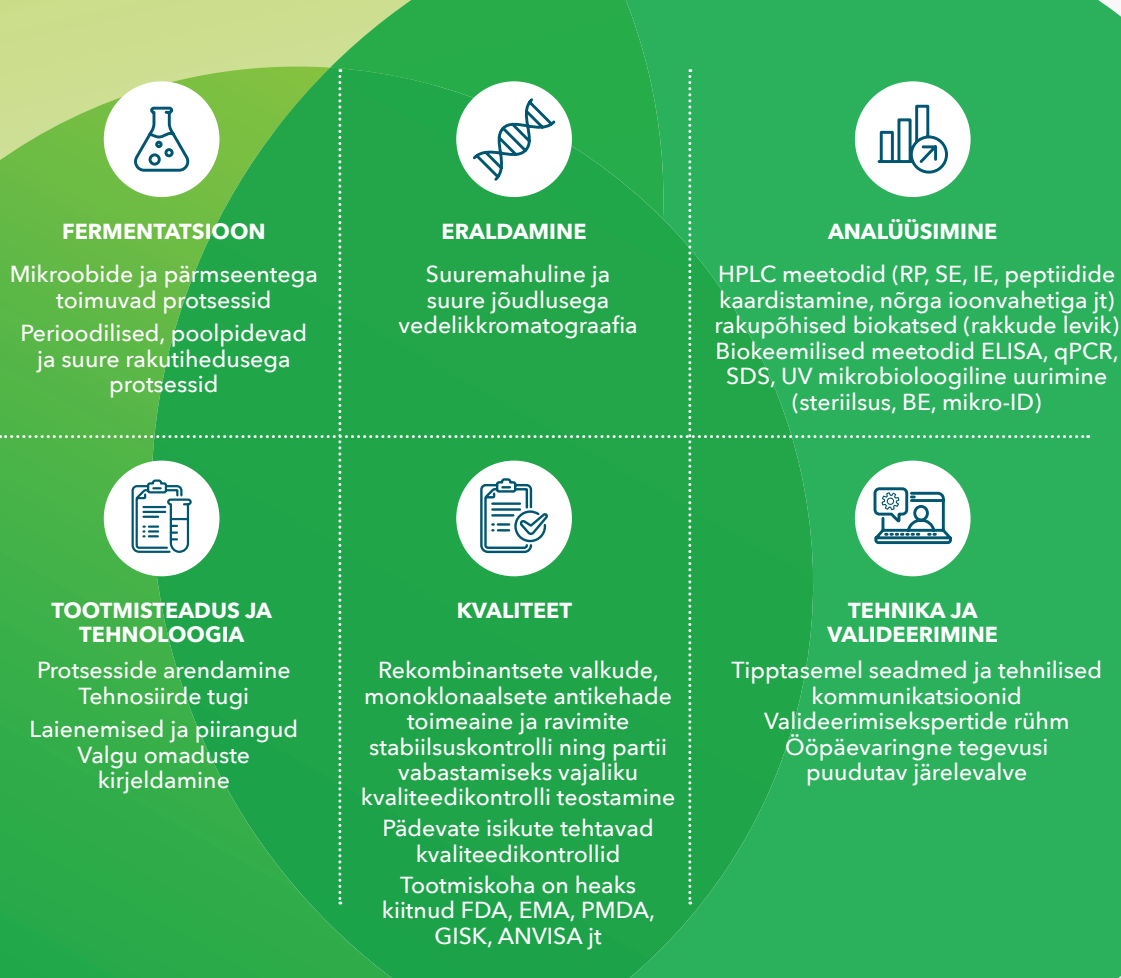 FERMENTATSIOON
Mikroobide ja pärmseentega
toimuvad protsessid
Perioodilised, poolpidevad
ja suure rakutihedusega
protsessid
ERALDAMINE
Suuremahuline ja
suure jõudlusega
vedelikkromatograafia
ANALÜÜSIMINE
HPLC meetodid (RP, SE, IE, peptiidide
kaardistamine, nõrga ioonvahetiga jt)
rakupõhised biokatsed (rakkude levik)
Biokeemilised meetodid ELISA, qPCR,
SDS, UV mikrobioloogiline uurimine
(steriilsus, BE, mikro-ID)
TOOTMISTEADUS JA
TEHNOLOOGIA
Protsesside arendamine
Tehnosiirde tugi
Laienemised ja piirangud
Valgu omaduste
kirjeldamine
KVALITEET
Rekombinantsete valkude,
monoklonaalsete antikehade
toimeaine ja ravimite
stabiilsuskontrolli ning partii
vabastamiseks vajaliku
kvaliteedikontrolli teostamine
Pädevate isikute tehtavad
kvaliteedikontrollid
Tootmiskoha on heaks
kiitnud FDA, EMA, PMDA,
GISK, ANVISA jt
TEHNIKA JA
VALIDEERIMINE
Tipptasemel seadmed ja tehnilised
kommunikatsioonid
Valideerimisekspertide rühm
Ööpäevaringne tegevusi
puudutav järelevalve